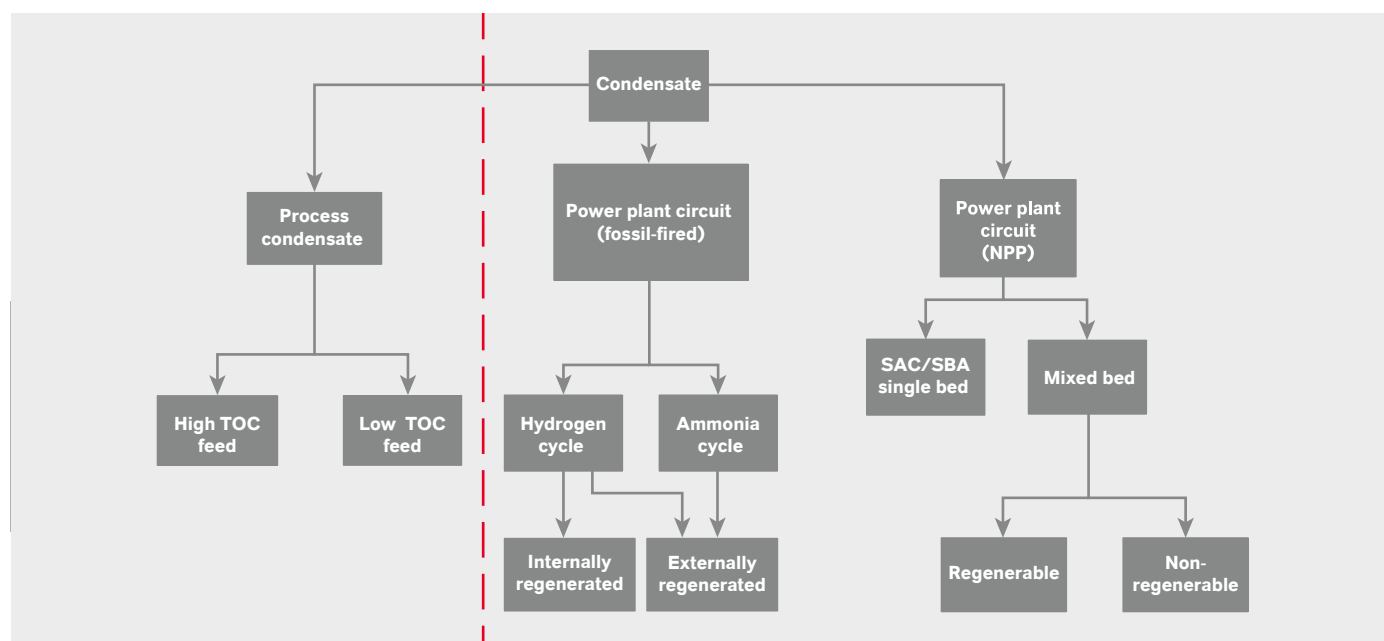 Condensate
Process
condensate
Power plant circuit
(fossil-fired)
Power plant
circuit
(NPP)
High TOC
feed
Low TOC
feed
Hydrogen
cycle
Ammonia
cycle
SAC/SBA
single bed
Mixed bed
Internally
regenerated
Externally
regenerated
Regenerable
Non-
regenerable